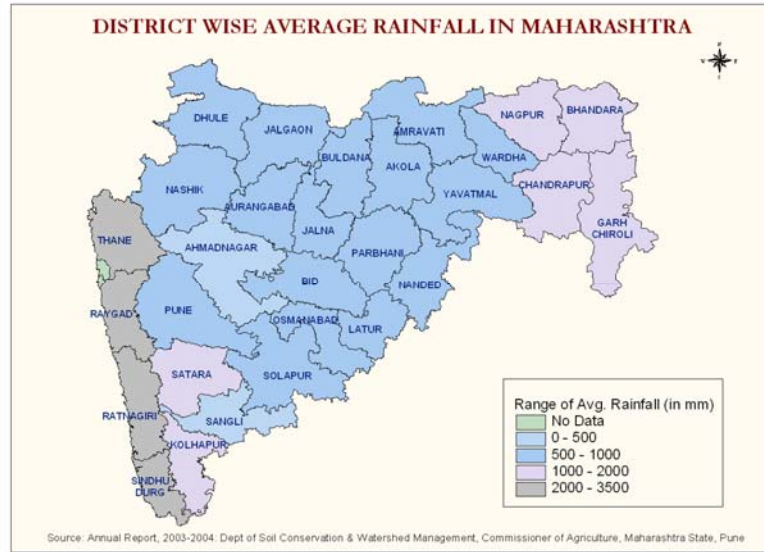 DISTRICT WISE AVERAGE RAINFALL IN MAHARASHTRA
N
W
E
S
DHULE
JALGAON
BULDANA
AMRAVATI
AKOLA
WARDHA
NAGPUR
BHANDARA
NASHIK
AURANGABAD
JALNA
YAVATMAL
CHANDRAPUR
GARH
CHIROLI
THANE
AHMADNAGAR
PARBHANI
BID
NANDED
RAYGAD
PUNE
OSMANABAD
LATUR
SATARA
SOLAPUR
RATNAGIRI
SANGLI
KOLHAPUR
SINDHU
DURG
Range of Avg. Rainfall (in mm)
No Data
0 - 500
500 - 1000
1000 - 2000
2000 - 3500
Source: Annual Report, 2003-2004: Dept of Soil Conservation & Watershed Management, Commissioner of Agriculture, Maharashtra State, Pune